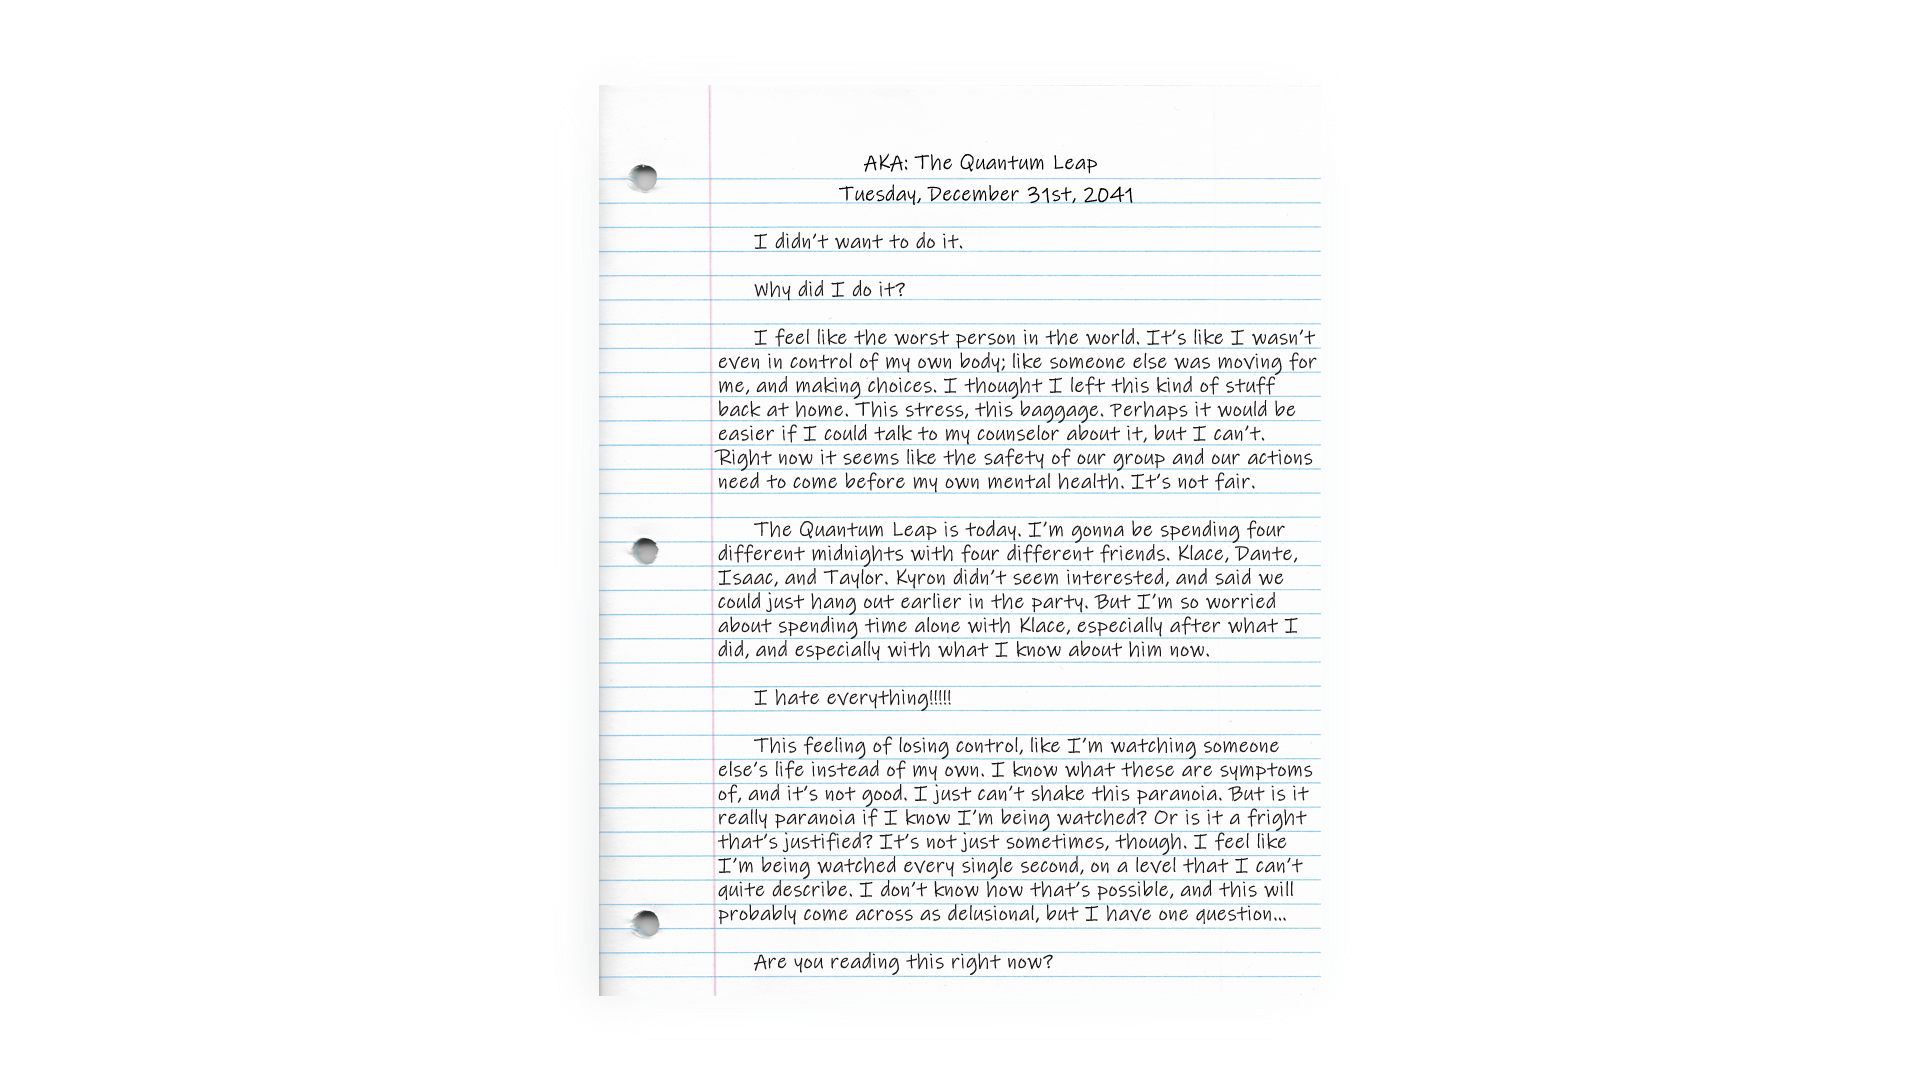 AKA: The Quantum Leap
Tuesday, December 31st, 2041
I didn't want to do it.
Why did I do it?
I feel like the worst person in the world. It's like I wasn't
even in control of my own body; like someone else was moving for
me, and making choices. I thought I left this kind of stuff
back at home. This stress, this baggage. Perhaps it would be
easier if I could talk to my counselor about it, but I can't.
Right now it seems like the safety of our group and our actions
need to come before my own mental health. It's not fair.
The Quantum Leap is today. I'm gonna be spending four
different midnights with four different friends. Klace, Dante,
Isaac, and Taylor. Kyron didn't seem interested, and said we
could just hang out earlier in the party. But I'm so worried
about spending time alone with Klace, especially after what I
did, and especially with what I know about him now.
I hate everything!!!!!
This feeling of losing control, like I'm watching someone
else's life instead of my own. I know what these are symptoms
of, and it's not good. I just can't shake this paranoia. But is it
really paranoia if I know I'm being watched? Or is it a fright
that's justified? It's not just sometimes, though. I feel like
I'm being watched every single second, on a level that I can't
quite describe. I don't know how that's possible, and this will
probably come across as delusional, but I have one question...
Are you reading this right now?